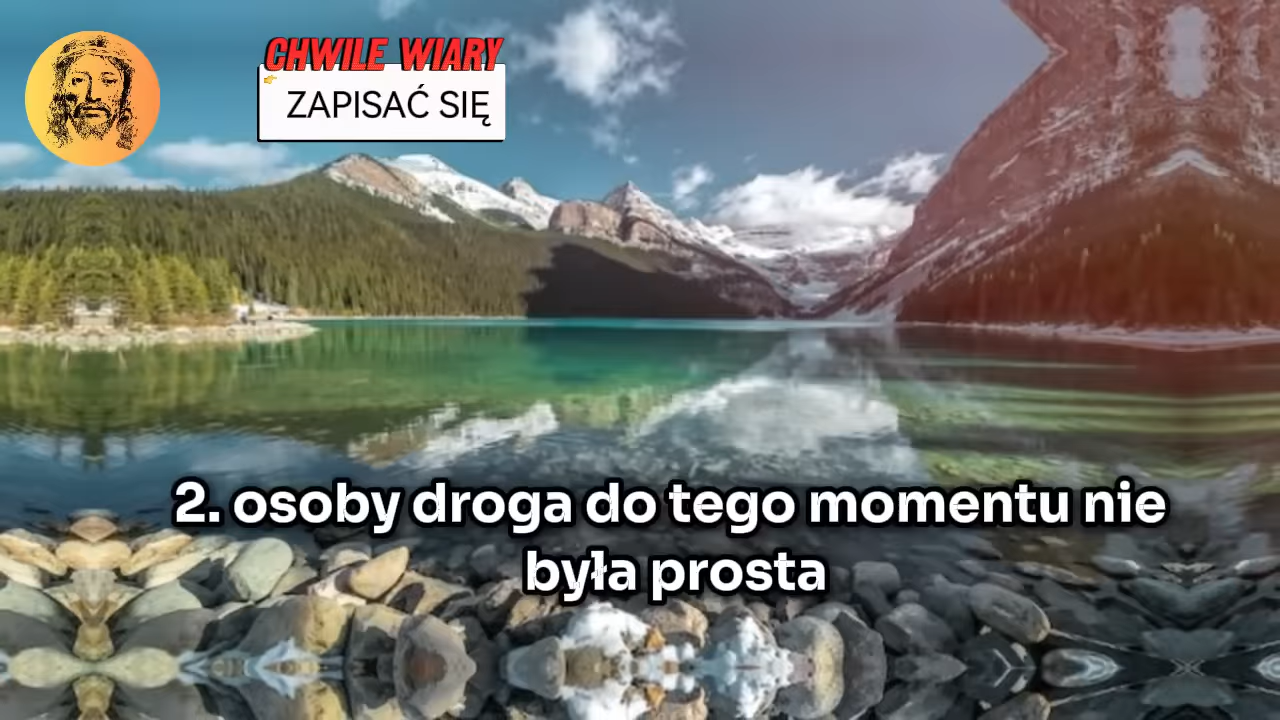 CHWILE WIARY
ZAPISAĆ SIĘ
2. osoby droga do tego momentu nie
była prosta